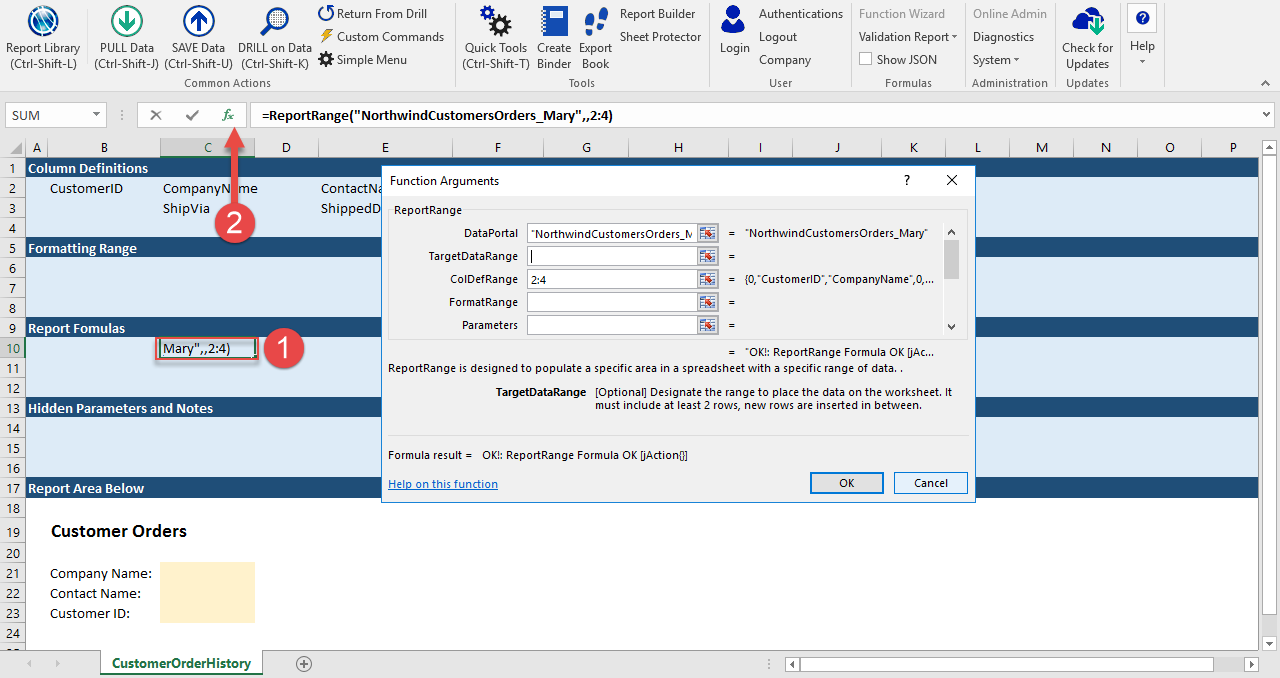 Report Library
(Ctrl-Shift-L)
PULL Data
(Ctrl-Shift-J)
SAVE Data
(Ctrl-Shift-U)
DRILL on Data
(Ctrl-Shift-K)
Return From Drill
Custom Commands
Simple Menu
Common Actions
Quick Tools
(Ctrl-Shift-T)
Create
Binder
Export
Book
Report Builder
Sheet Protector
Tools
Login
Authentications
Logout
Company
User
Function Wizard
Validation Report
Show JSON
Formulas
Online Admin
Diagnostics
System
Administration
Check for
Updates
Updates
?
Help
SUM
fx
=ReportRange("NorthwindCustomersOrders_Mary",,2:4)
A B C D E F G H I J K L M N O P
1 Column Definitions
2 CustomerID CompanyName ContactNa
3 ShipVia ShippedD
4
5 Formatting Range
6
7
8
9 Report Fomulas
10 Mary",,2:4)
11
12
13 Hidden Parameters and Notes
14
15
16
17 Report Area Below
18
19 Customer Orders
20
21 Company Name:
22 Contact Name:
23 Customer ID:
24
1
2
Function Arguments
?
ReportRange
DataPortal "NorthwindCustomersOrders_M = "NorthwindCustomersOrders_Mary"
TargetDataRange =
ColDefRange 2:4 = {0,"CustomerID","CompanyName",0,...
FormatRange =
Parameters =
= "OK!: ReportRange Formula OK [jAc...
ReportRange is designed to populate a specific area in a spreadsheet with a specific range of data. .
TargetDataRange [Optional] Designate the range to place the data on the worksheet. It
must include at least 2 rows, new rows are inserted in between.
Formula result = OK!: ReportRange Formula OK [jAction{}]
Help on this function
OK
Cancel
CustomerOrderHistory